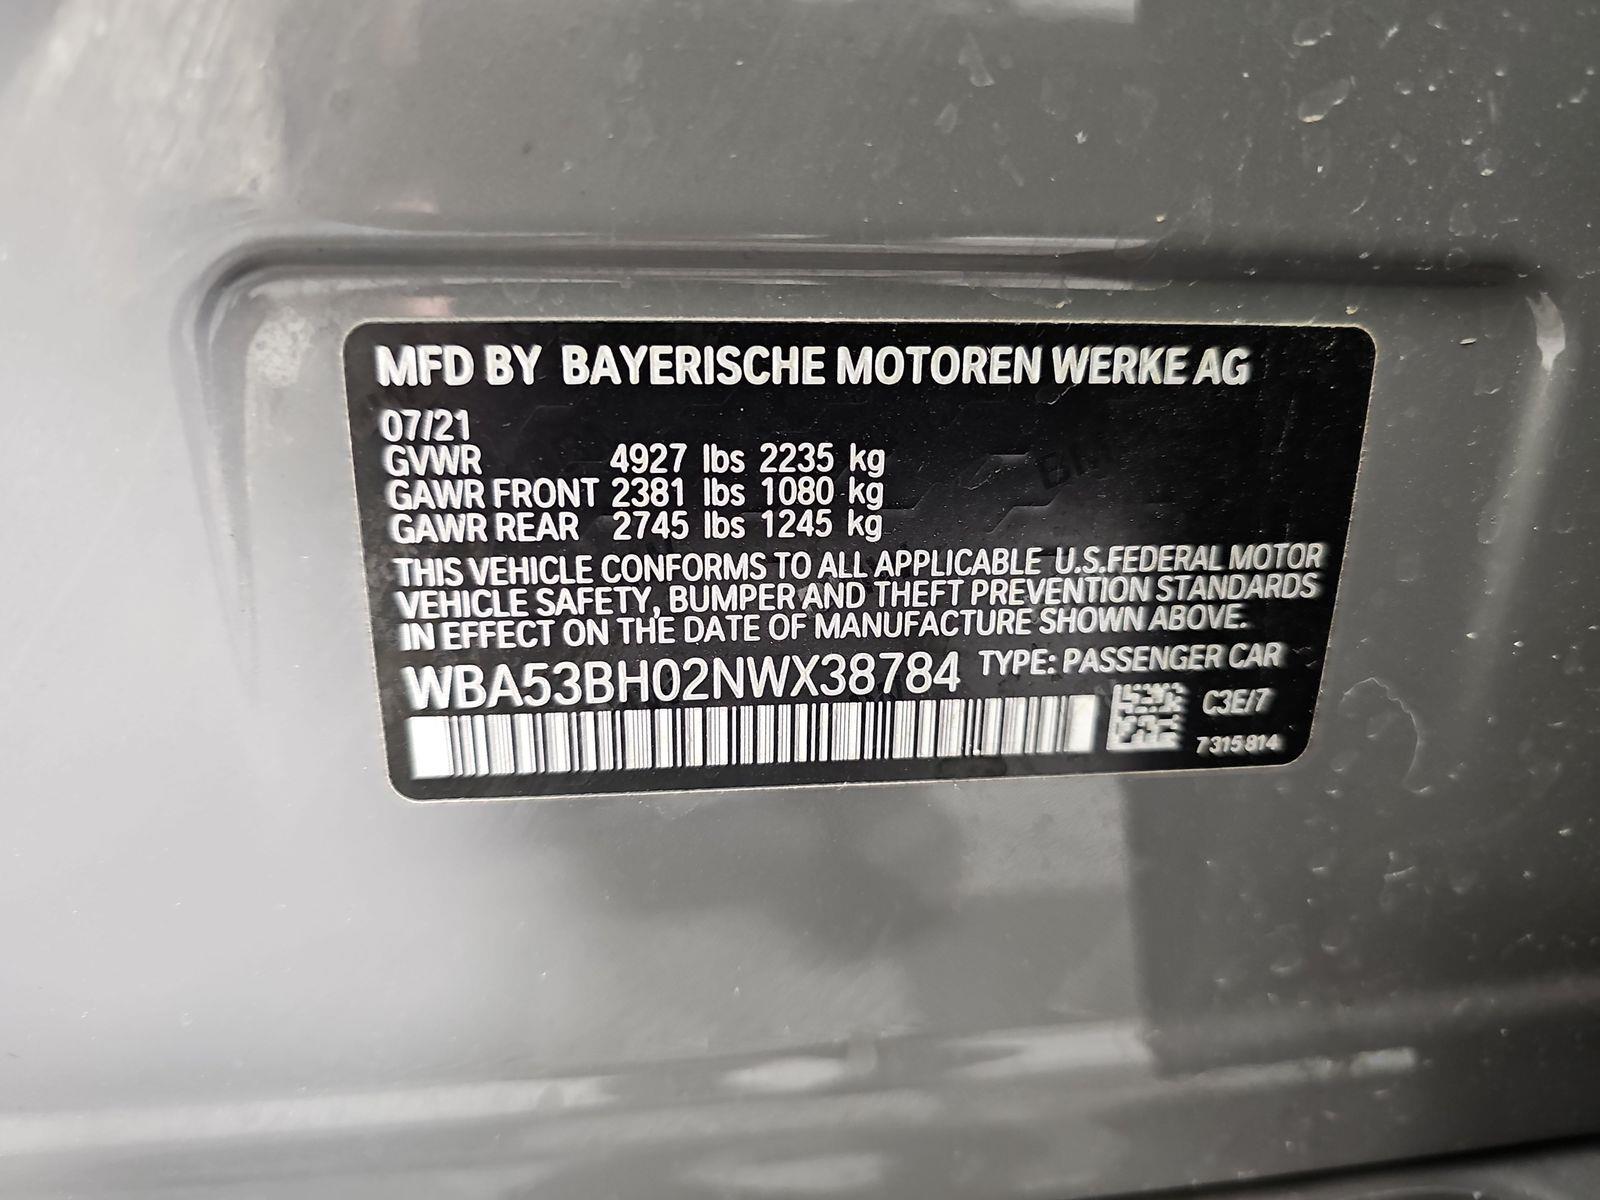 MFD BY BAYERISCHE MOTOREN WERKE AG
07/21
GVWR 4927 lbs 2235 kg
GAWR FRONT 2381 lbs 1080 kg
GAWR REAR 2745 lbs 1245 kg
THIS VEHICLE CONFORMS TO ALL APPLICABLE U.S.FEDERAL MOTOR
VEHICLE SAFETY, BUMPER AND THEFT PREVENTION STANDARDS
IN EFFECT ON THE DATE OF MANUFACTURE SHOWN ABOVE.
WBA53BH02NWX38784 TYPE: PASSENGER CAR
C3E/7
7315814